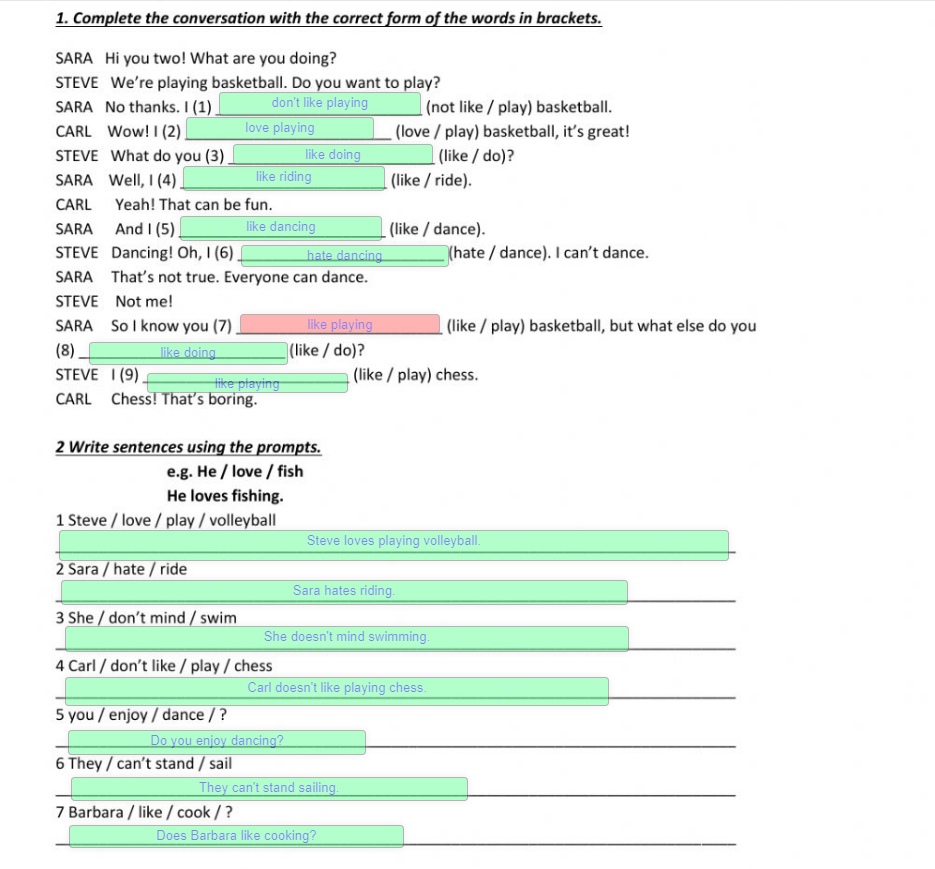 1. Complete the conversation with the correct form of the words in brackets.
SARA Hi you two! What are you doing?
STEVE We're playing basketball. Do you want to play?
SARA No thanks. I (1) don't like playing (not like / play) basketball.
CARL Wow! I (2) love playing (love / play) basketball, it's great!
STEVE What do you (3) like doing (like / do)?
SARA Well, I (4) like riding (like / ride).
CARL Yeah! That can be fun.
SARA And I (5) like dancing (like / dance).
STEVE Dancing! Oh, I (6) hate dancing (hate / dance). I can't dance.
SARA That's not true. Everyone can dance.
STEVE Not me!
SARA So I know you (7) like playing (like / play) basketball, but what else do you
(8) like doing (like / do)?
STEVE I (9) like playing (like / play) chess.
CARL Chess! That's boring.
2 Write sentences using the prompts.
e.g. He / love / fish
He loves fishing.
1 Steve / love / play / volleyball
Steve loves playing volleyball.
2 Sara / hate / ride
Sara hates riding.
3 She / don't mind / swim
She doesn't mind swimming.
4 Carl / don't like / play / chess
Carl doesn't like playing chess.
5 you / enjoy / dance / ?
Do you enjoy dancing?
6 They / can't stand / sail
They can't stand sailing.
7 Barbara / like / cook / ?
Does Barbara like cooking?